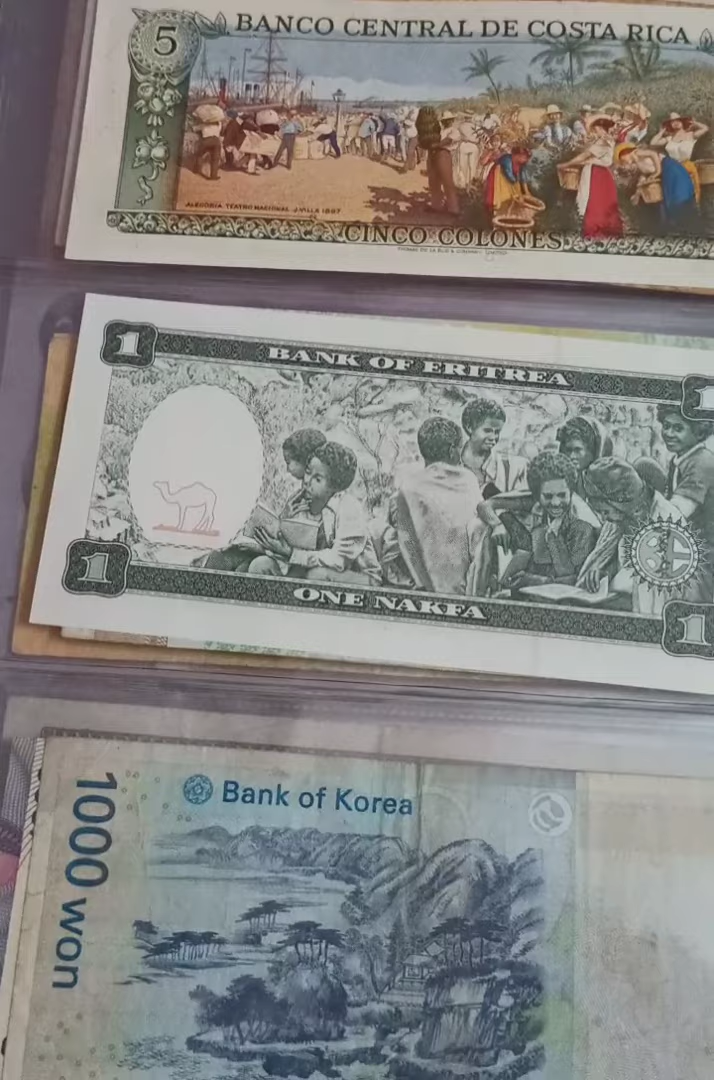 5
BANCO CENTRAL DE COSTA RICA
ALEGORIA TEATRO NACIONAL J.VILLA 1897
CINCO COLONES
THOMAS DE LA RUE & COMPANY LIMITED
1
BANK OF ERITREA
1
1
ONE NAKFA
1
Bank of Korea
1000 won